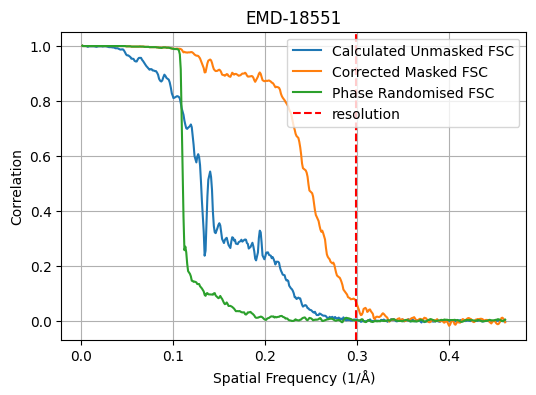 EMD-18551
1.0
0.8
0.6
0.4
0.2
0.0
Correlation
Calculated Unmasked FSC
Corrected Masked FSC
Phase Randomised FSC
resolution
0.0 0.1 0.2 0.3 0.4
Spatial Frequency (1/Å)